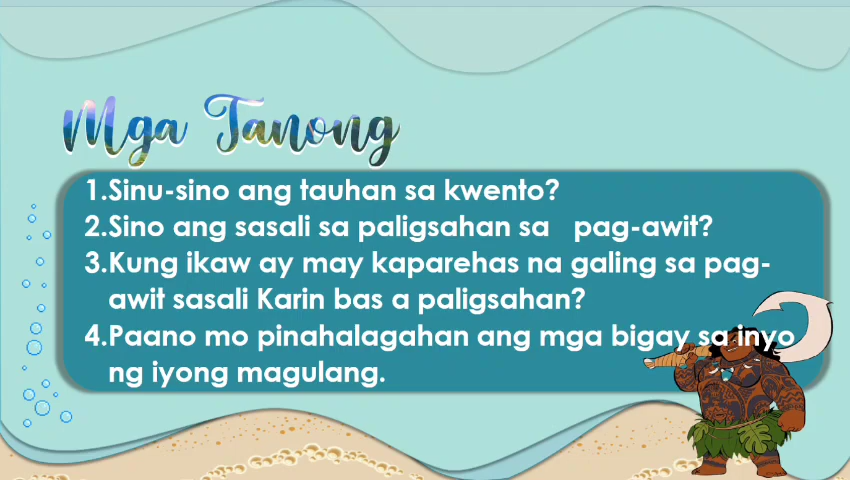 Mga Tanong
1.Sinu-sino ang tauhan sa kwento?
2.Sino ang sasali sa paligsahan sa pag-awit?
3.Kung ikaw ay may kaparehas na galing sa pag-
awit sasali Karin bas a paligsahan?
4.Paano mo pinahalagahan ang mga bigay sa inyo
ng iyong magulang.